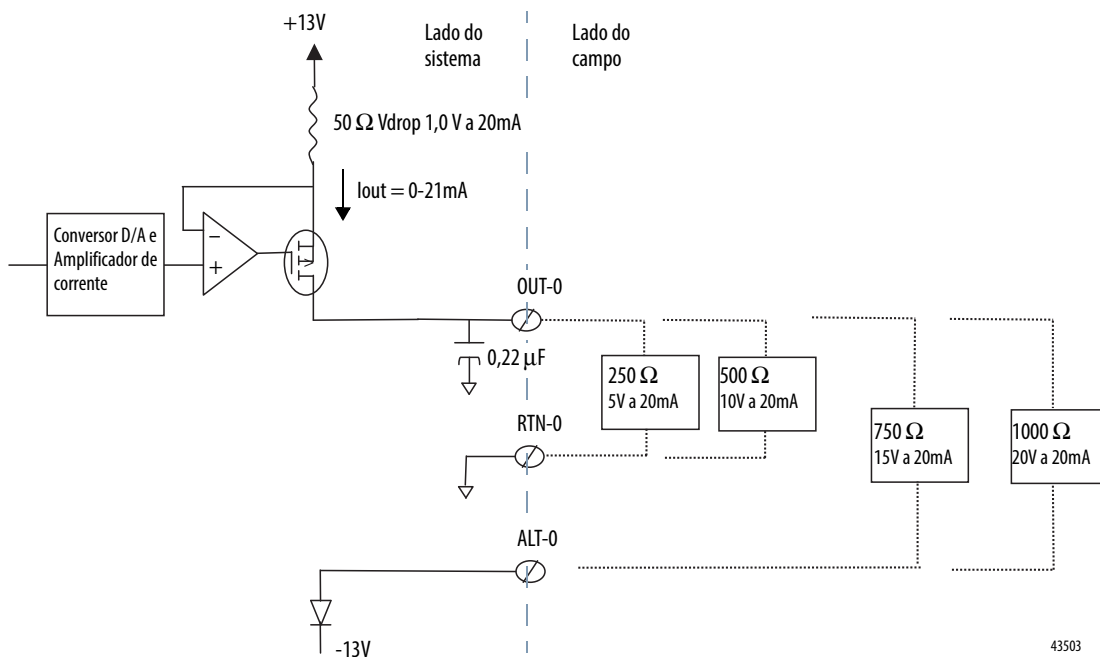 +13V
Lado do
sistema
Lado do
campo
50 Ω Vdrop 1,0 V a 20mA
Iout = 0-21mA
Conversor D/A e
Amplificador de
corrente
−
+
OUT-0
0,22 µF
250 Ω
5V a 20mA
500 Ω
10V a 20mA
RTN-0
750 Ω
15V a 20mA
1000 Ω
20V a 20mA
ALT-0
-13V
43503